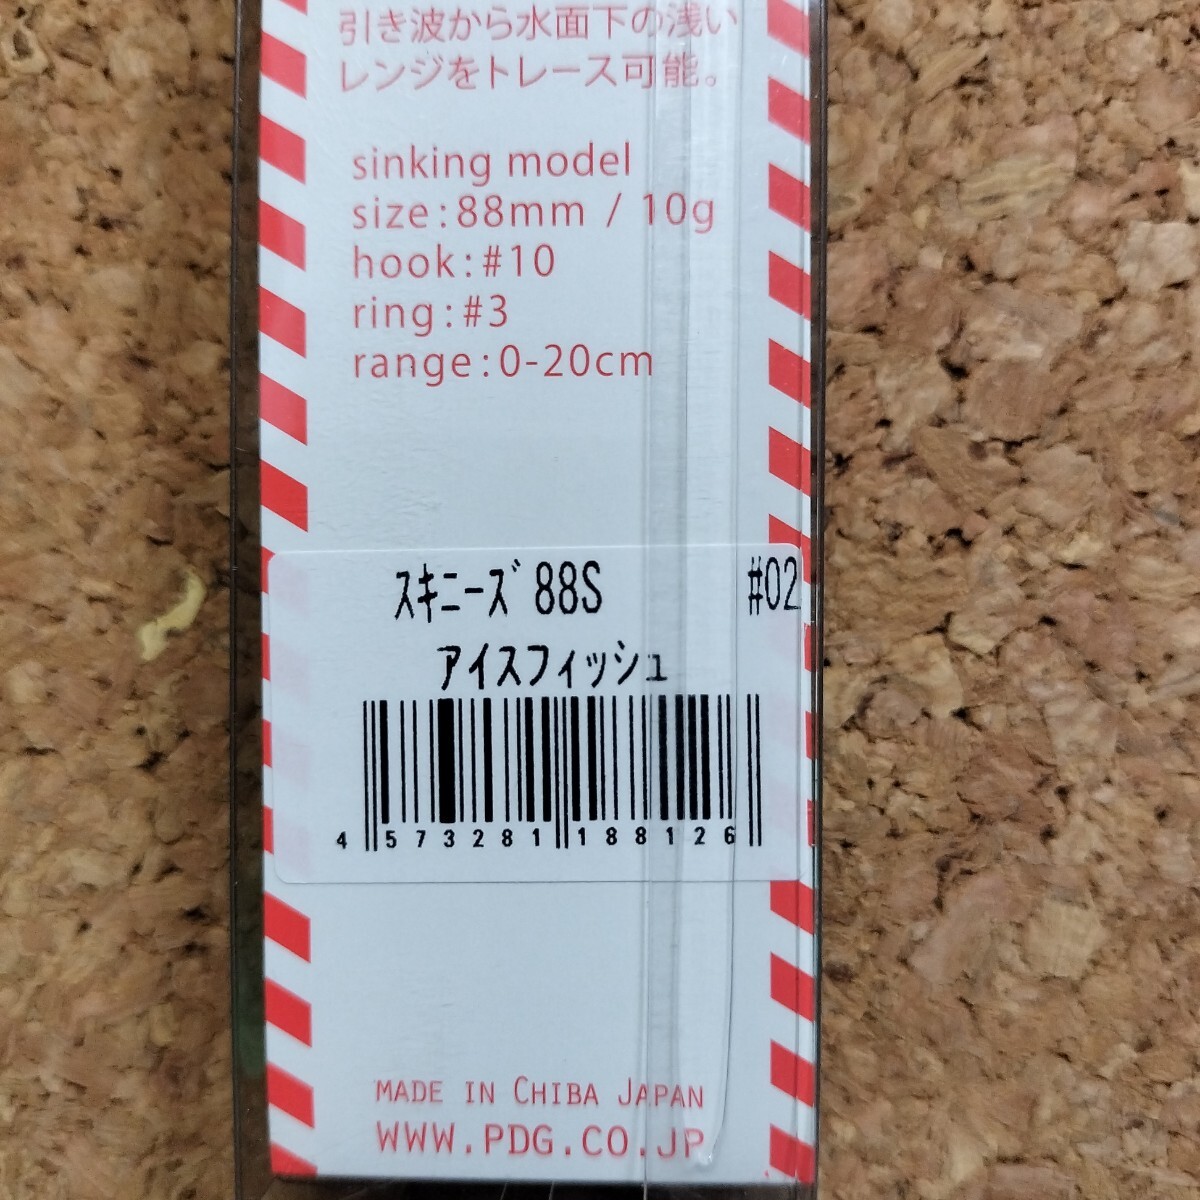 引き波から水面下の浅い
レンジをトレース可能。
sinking model
size:88mm / 10g
hook:#10
ring:#3
range:0-20cm
スキニーズ 88S #02
アイスフィッシュ
4 573281 188126
MADE IN CHIBA JAPAN
WWW.PDG.CO.JP